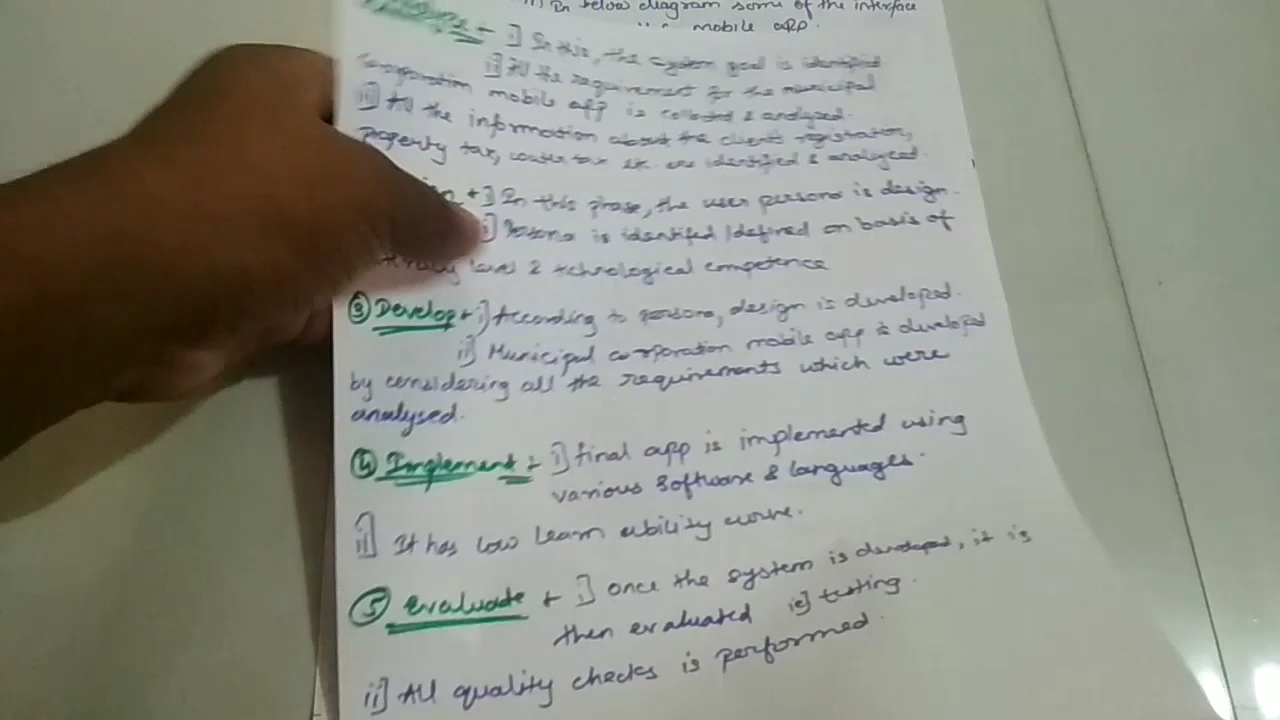 In below diagram some of the interface
" " mobile app.
i] In this, the system goal is identified
ii] All the requirement for the municipal
corporation mobile app is collected & analyzed.
iii] All the information about the clients registration,
Property tax, water tax etc. are identified & analyzed.
i] In this phase, the user persona is design.
ii] Persona is identifed / defined on basis of
level & technological competence
③ Develop → i] According to persona, design is developed.
ii] Municipal corporation mobile app is developed
by considering all the requirements which were
analysed.
④ Implement :- i] final app is implemented using
various software & languages.
ii] It has low learn ability curve.
⑤ Evaluate → i] once the system is developed, it is
then evaluated ie] testing.
ii] All quality checks is performed.